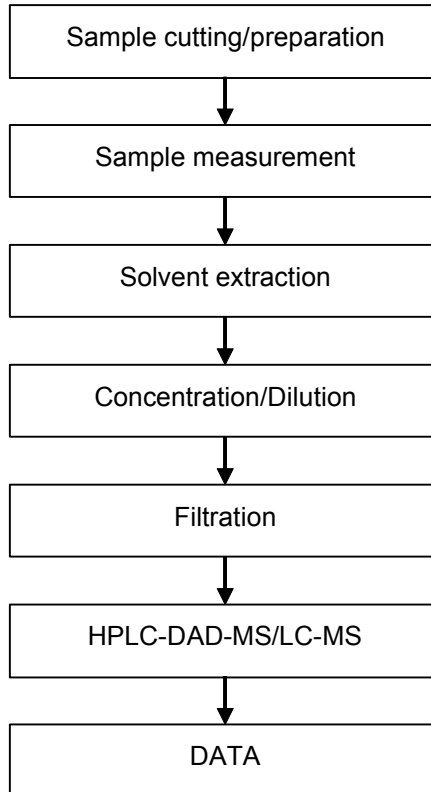 Sample cutting/preparation
Sample measurement
Solvent extraction
Concentration/Dilution
Filtration
HPLC-DAD-MS/LC-MS
DATA